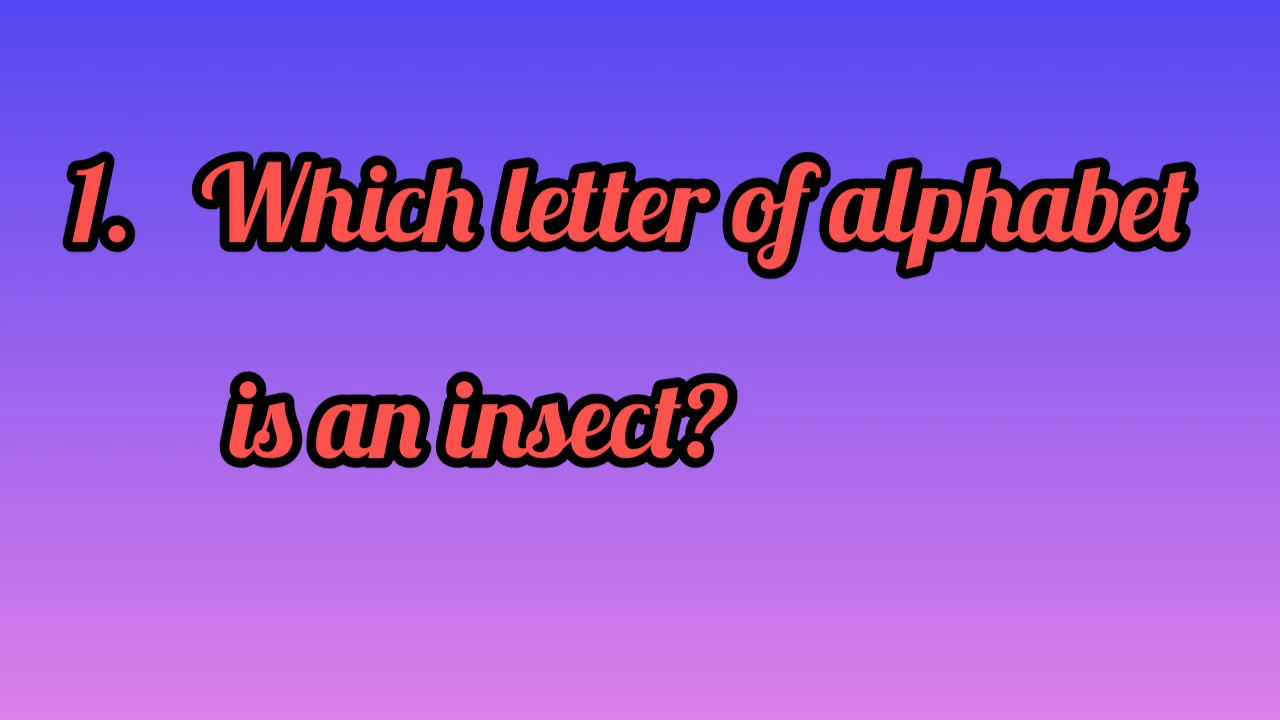 1. Which letter of alphabet
is an insect?